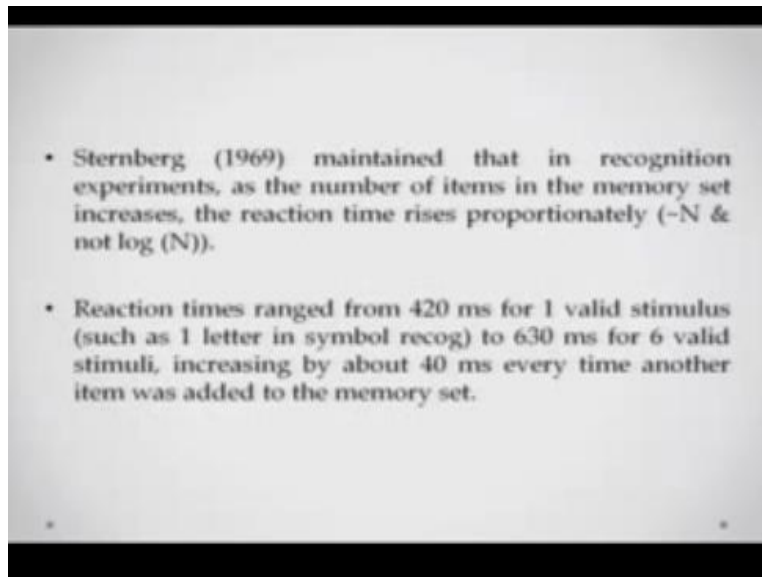 • Sternberg (1969) maintained that in recognition
experiments, as the number of items in the memory set
increases, the reaction time rises proportionately (~N &
not log (N)).
• Reaction times ranged from 420 ms for 1 valid stimulus
(such as 1 letter in symbol recog) to 630 ms for 6 valid
stimuli, increasing by about 40 ms every time another
item was added to the memory set.